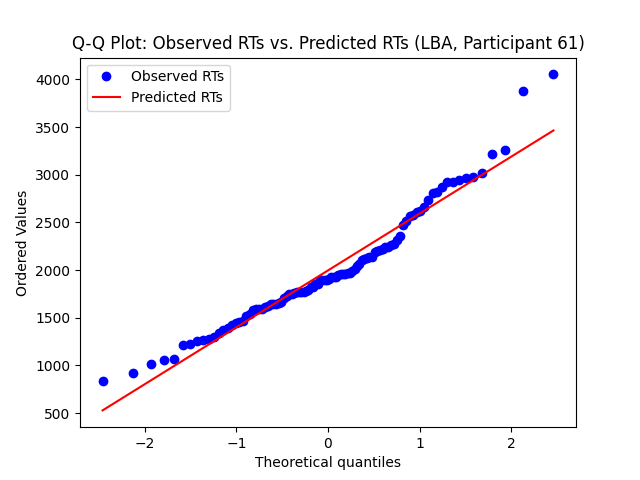 Q-Q Plot: Observed RTs vs. Predicted RTs (LBA, Participant 61)
Observed RTs
Predicted RTs
4000
3500
3000
2500
2000
1500
1000
500
Ordered Values
−2
−1
0
1
2
Theoretical quantiles